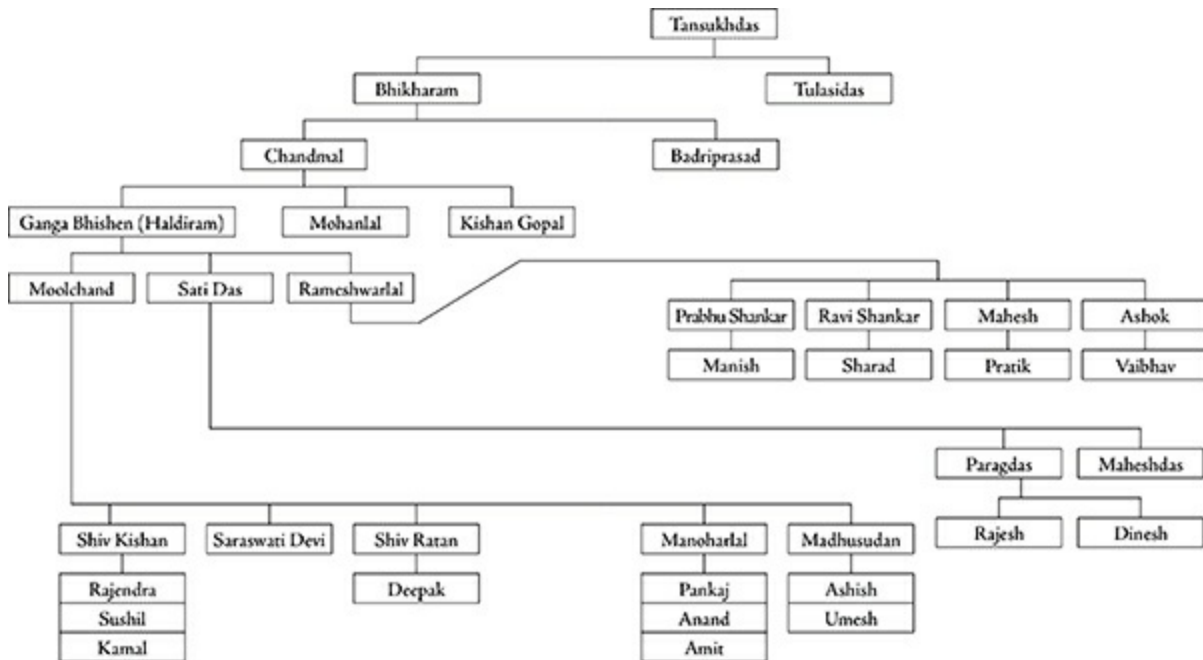 Tansukhdas
Bhikharam
Tulasidas
Chandmal
Badriprasad
Ganga Bhishen (Haldiram)
Mohanlal
Kishan Gopal
Moolchand
Sati Das
Rameshwarlal
Prabhu Shankar
Ravi Shankar
Mahesh
Ashok
Manish
Sharad
Pratik
Vaibhav
Paragdas
Maheshdas
Rajesh
Dinesh
Shiv Kishan
Saraswati Devi
Shiv Ratan
Manoharlal
Madhusudan
Rajendra
Sushil
Kamal
Deepak
Pankaj
Anand
Amit
Ashish
Umesh